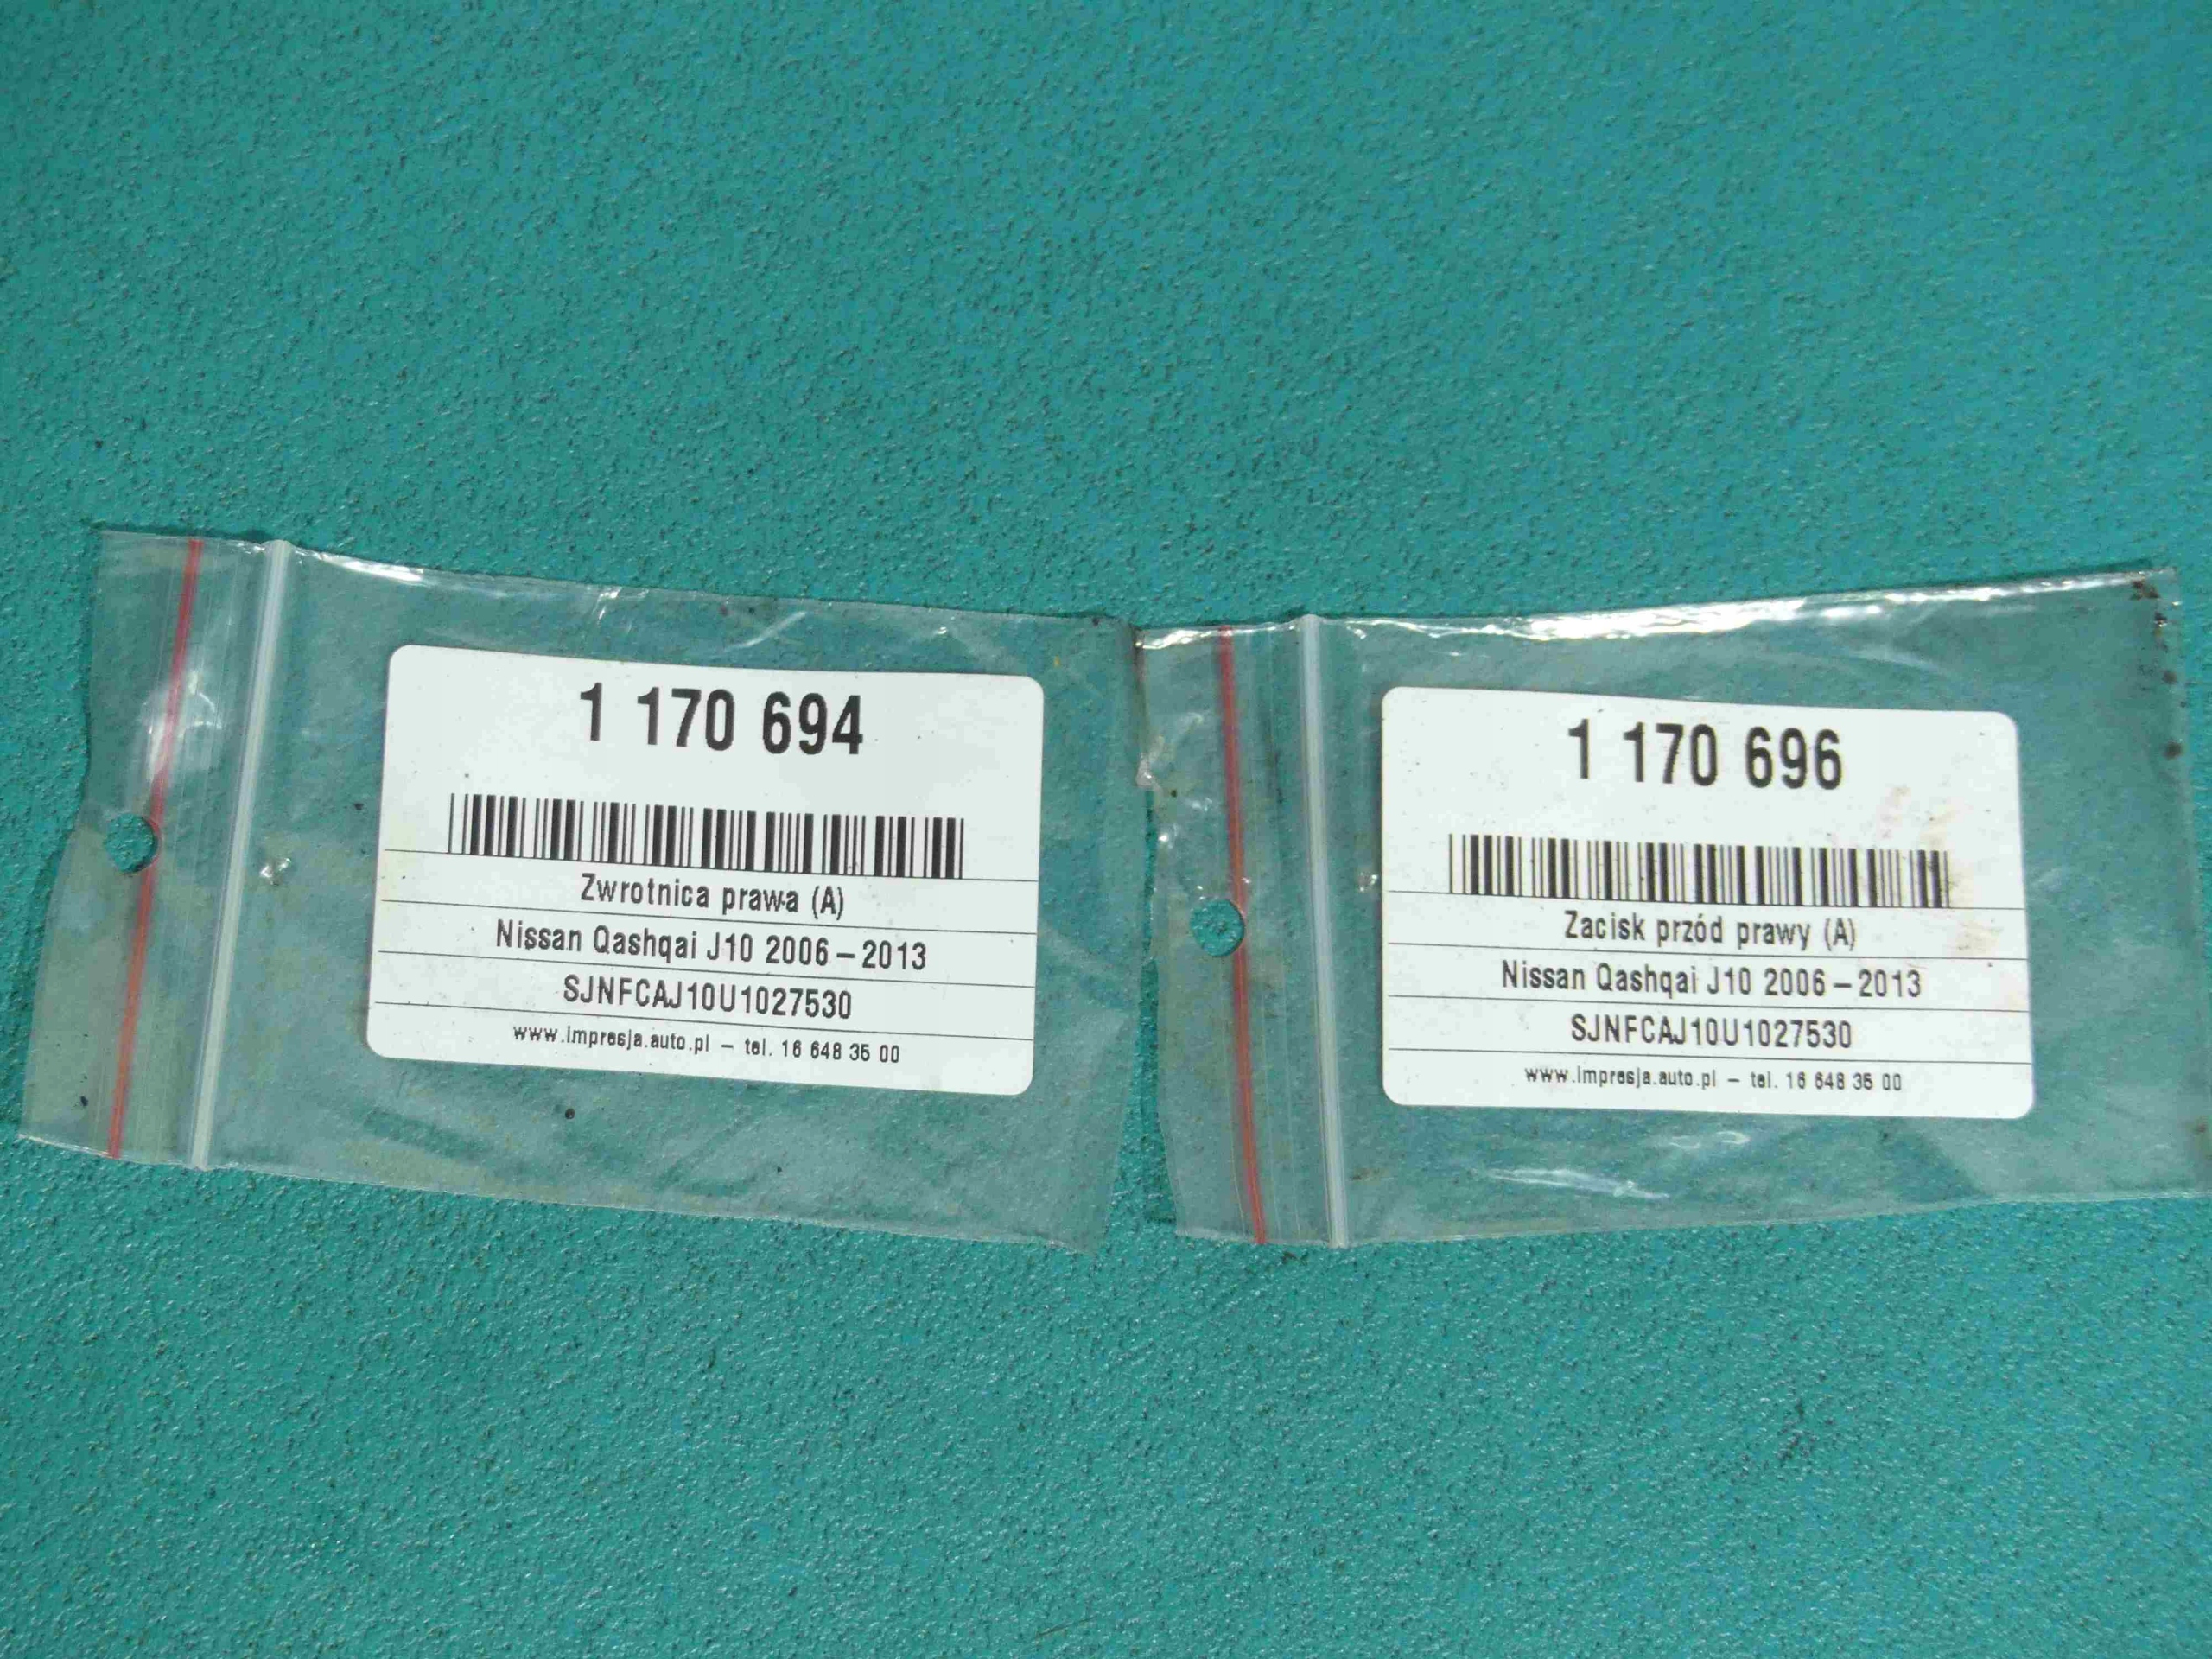 1 170 694
Zwrotnica prawa (A)
Nissan Qashqai J10 2006 – 2013
SJNFCAJ10U1027530
www.impresja.auto.pl – tel. 16 648 35 00
1 170 696
Zacisk przód prawy (A)
Nissan Qashqai J10 2006 – 2013
SJNFCAJ10U1027530
www.impresja.auto.pl – tel. 16 648 35 00